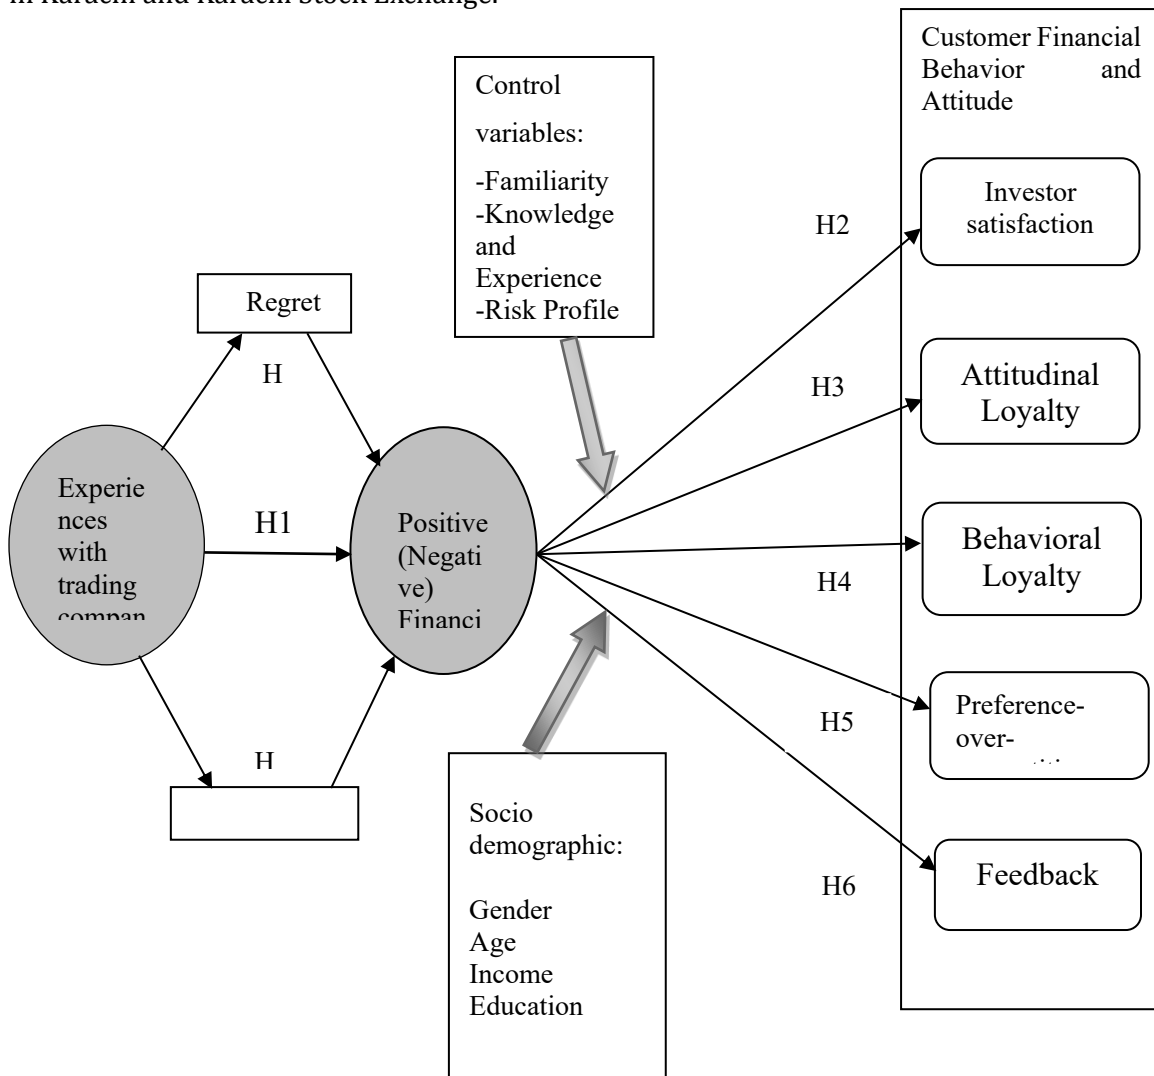 in Karachi and Karachi Stock Exchange.
Customer Financial
Behavior and
Attitude
Control
variables:
-Familiarity
-Knowledge
and
Experience
-Risk Profile
Investor
satisfaction
H2
Regret
H
H3
Attitudinal
Loyalty
Experie
nces
with
trading
compan
H1
Positive
(Negati
ve)
Financi
Behavioral
Loyalty
H4
Preference-
over-
H5
H
Socio
demographic:
Gender
Age
Income
Education
Feedback
H6